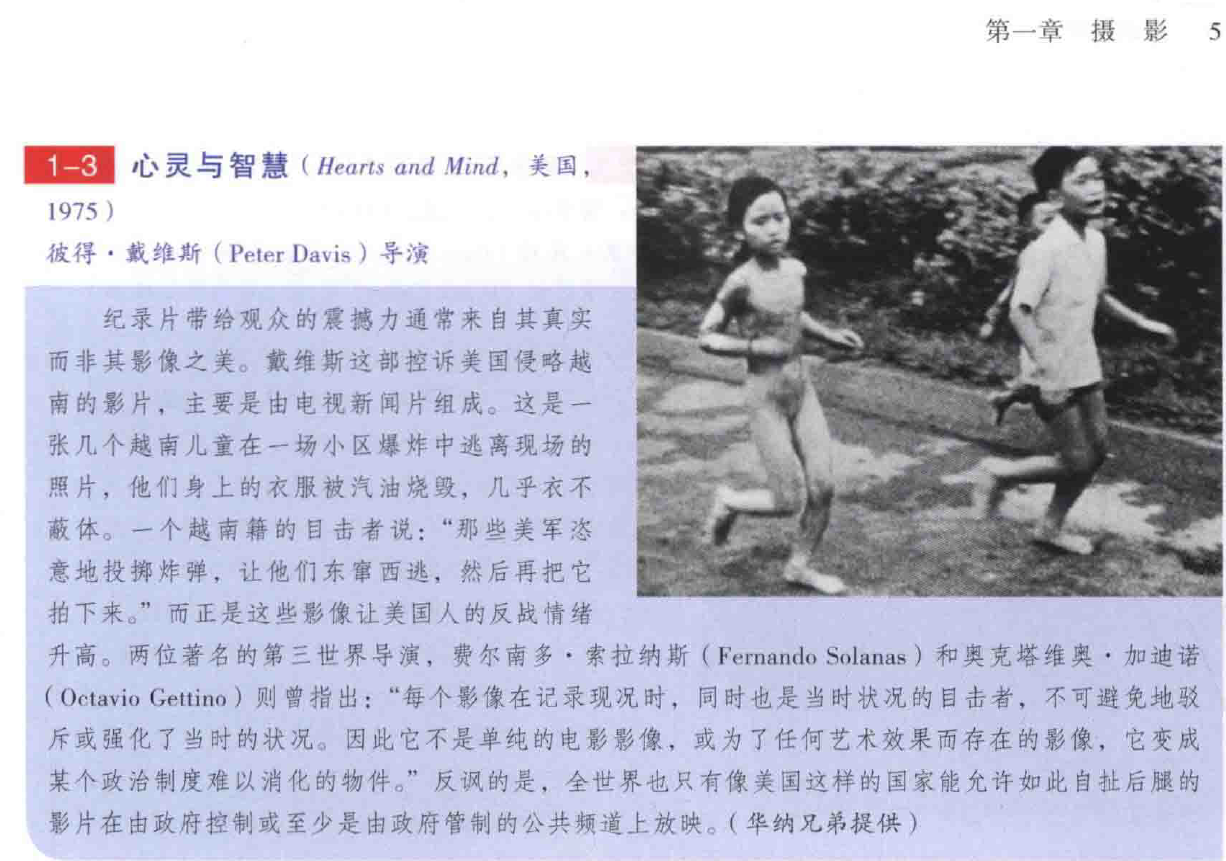 第一章 摄 影 5
1-3 心灵与智慧（Hearts and Mind，美国，
1975）
彼得·戴维斯（Peter Davis）导演
纪录片带给观众的震撼力通常来自其真实
而非其影像之美。戴维斯这部控诉美国侵略越
南的影片，主要是由电视新闻片组成。这是一
张几个越南儿童在一场小区爆炸中逃离现场的
照片，他们身上的衣服被汽油烧毁，几乎衣不
蔽体。一个越南籍的目击者说：“那些美军恣
意地投掷炸弹，让他们东窜西逃，然后再把它
拍下来。”而正是这些影像让美国人的反战情绪
升高。两位著名的第三世界导演，费尔南多·索拉纳斯（Fernando Solanas）和奥克塔维奥·加迪诺
（Octavio Gettino）则曾指出：“每个影像在记录现况时，同时也是当时状况的目击者，不可避免地驳
斥或强化了当时的状况。因此它不是单纯的电影影像，或为了任何艺术效果而存在的影像，它变成
某个政治制度难以消化的物件。”反讽的是，全世界也只有像美国这样的国家能允许如此自扯后腿的
影片在由政府控制或至少是由政府管制的公共频道上放映。（华纳兄弟提供）